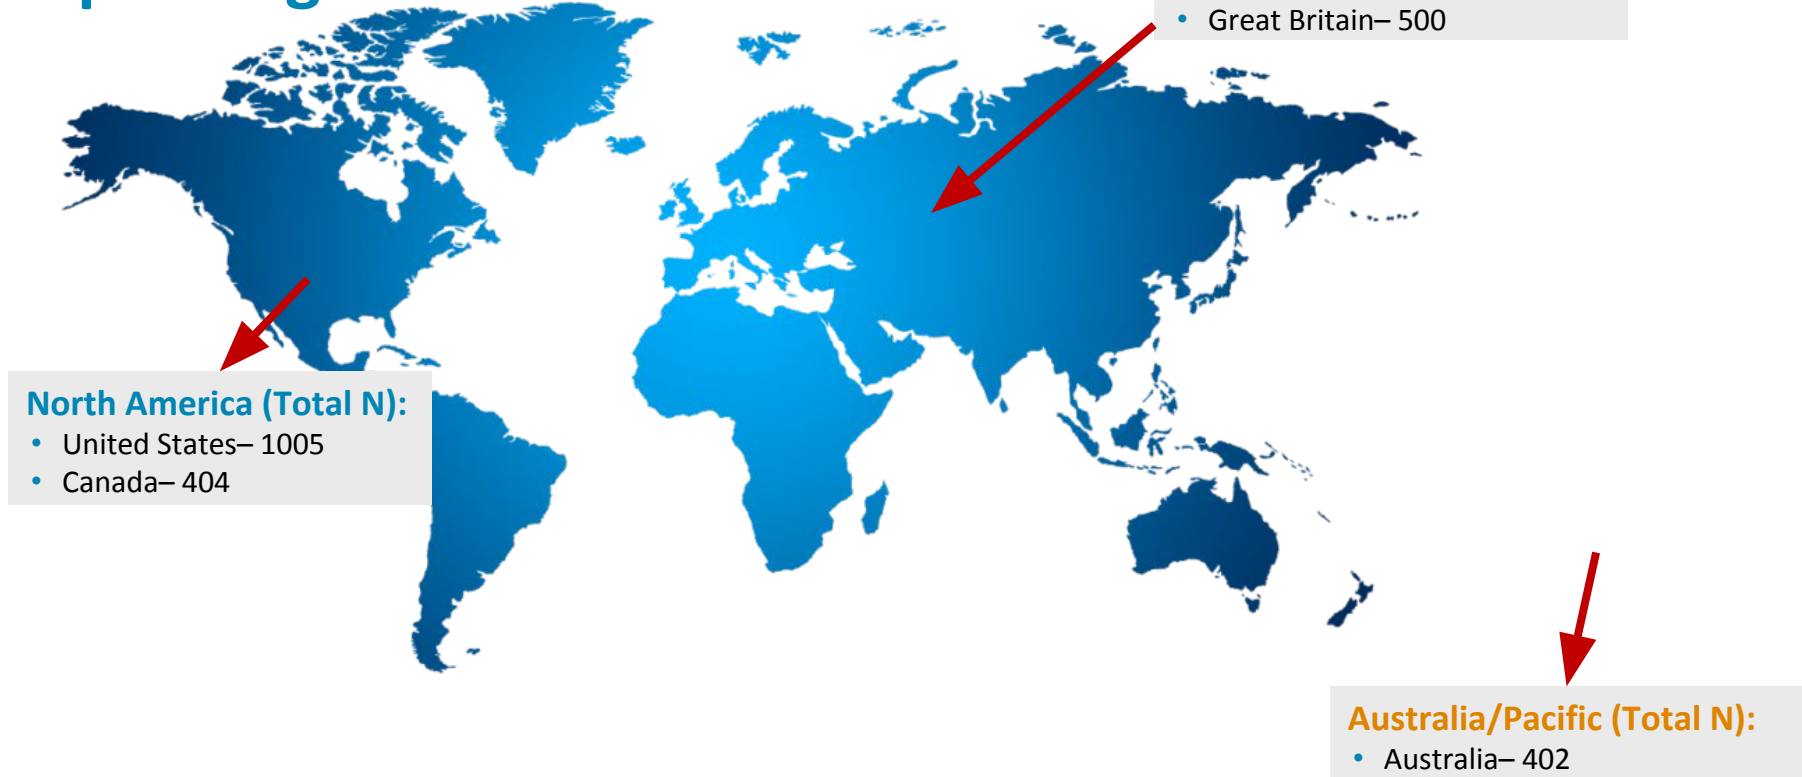 • Great Britain– 500
North America (Total N):
• United States– 1005
• Canada– 404
Australia/Pacific (Total N):
• Australia– 402